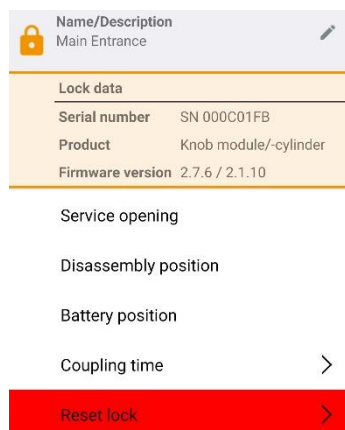 Name/Description
Main Entrance
Lock data
Serial number SN 000C01FB
Product Knob module/-cylinder
Firmware version 2.7.6 / 2.1.10
Service opening
Disassembly position
Battery position
Coupling time
Reset lock